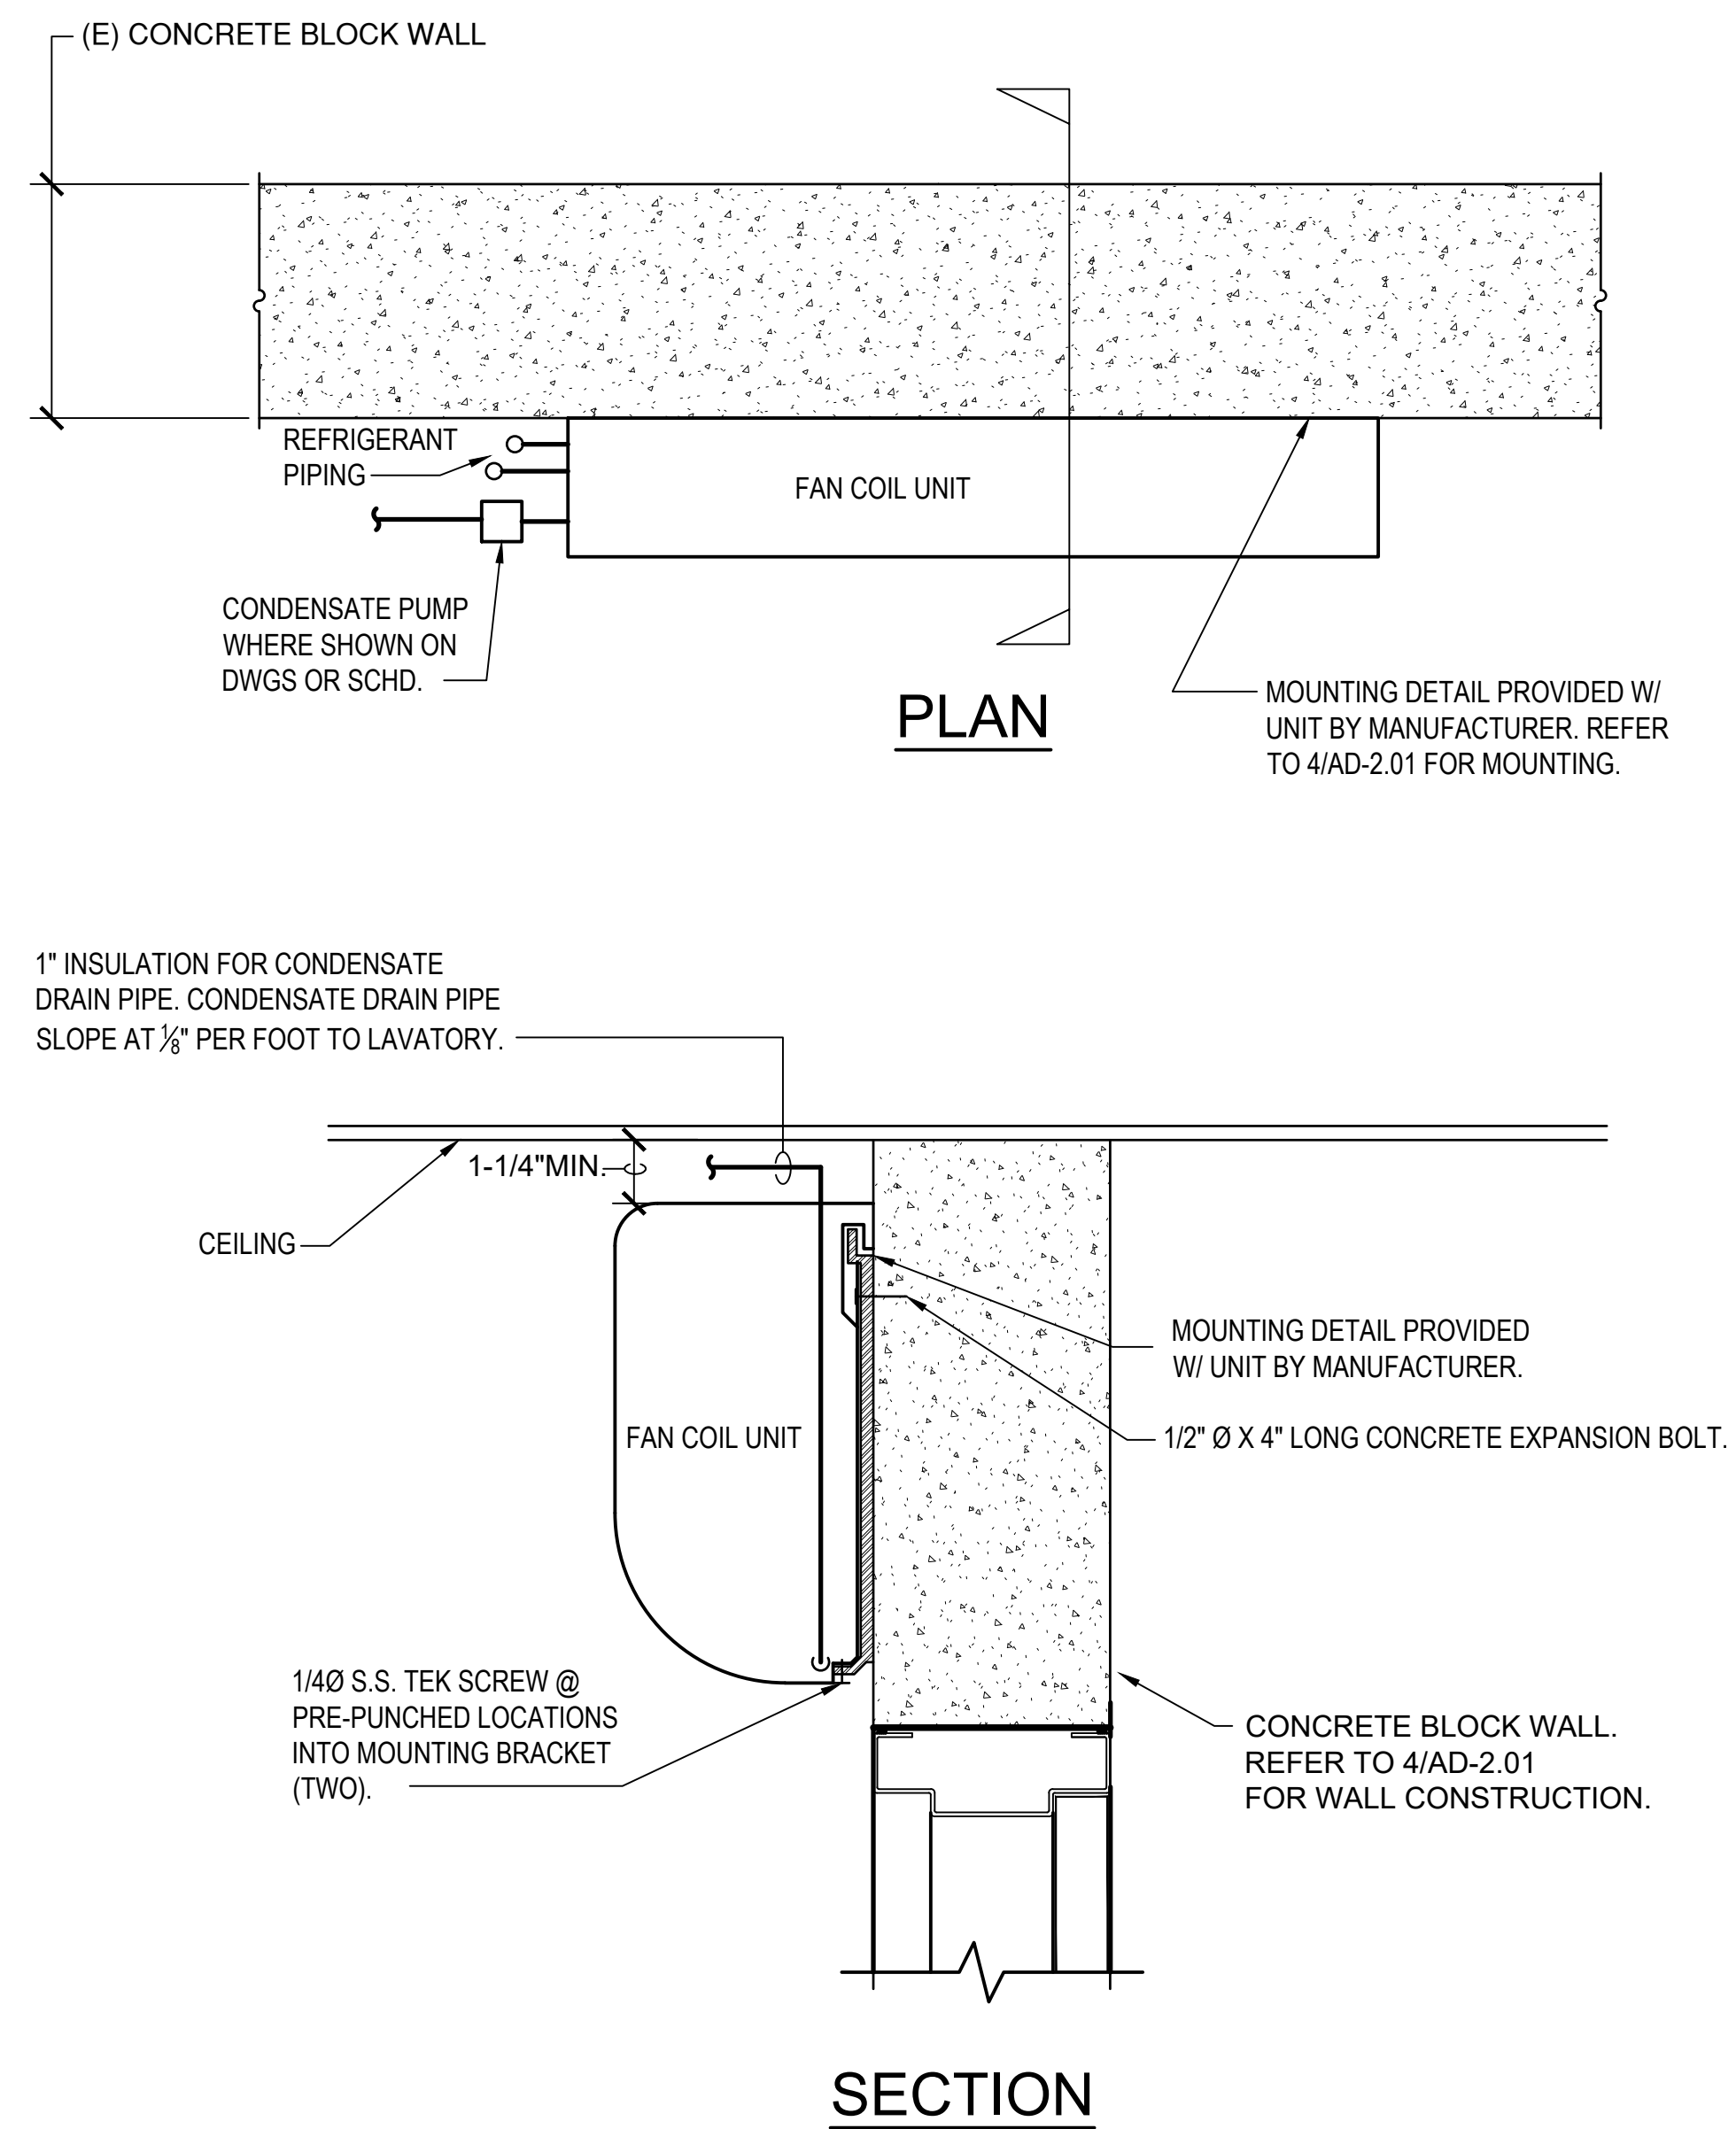 (E) CONCRETE BLOCK WALL
REFRIGERANT
PIPING
FAN COIL UNIT
CONDENSATE PUMP
WHERE SHOWN ON
DWGS OR SCHD.
PLAN
MOUNTING DETAIL PROVIDED W/
UNIT BY MANUFACTURER. REFER
TO 4/AD-2.01 FOR MOUNTING.
1" INSULATION FOR CONDENSATE
DRAIN PIPE. CONDENSATE DRAIN PIPE
SLOPE AT ⅛" PER FOOT TO LAVATORY.
1-1/4"MIN.
CEILING
MOUNTING DETAIL PROVIDED
W/ UNIT BY MANUFACTURER.
FAN COIL UNIT
1/2" Ø X 4" LONG CONCRETE EXPANSION BOLT.
1/4Ø S.S. TEK SCREW @
PRE-PUNCHED LOCATIONS
INTO MOUNTING BRACKET
(TWO).
CONCRETE BLOCK WALL.
REFER TO 4/AD-2.01
FOR WALL CONSTRUCTION.
SECTION